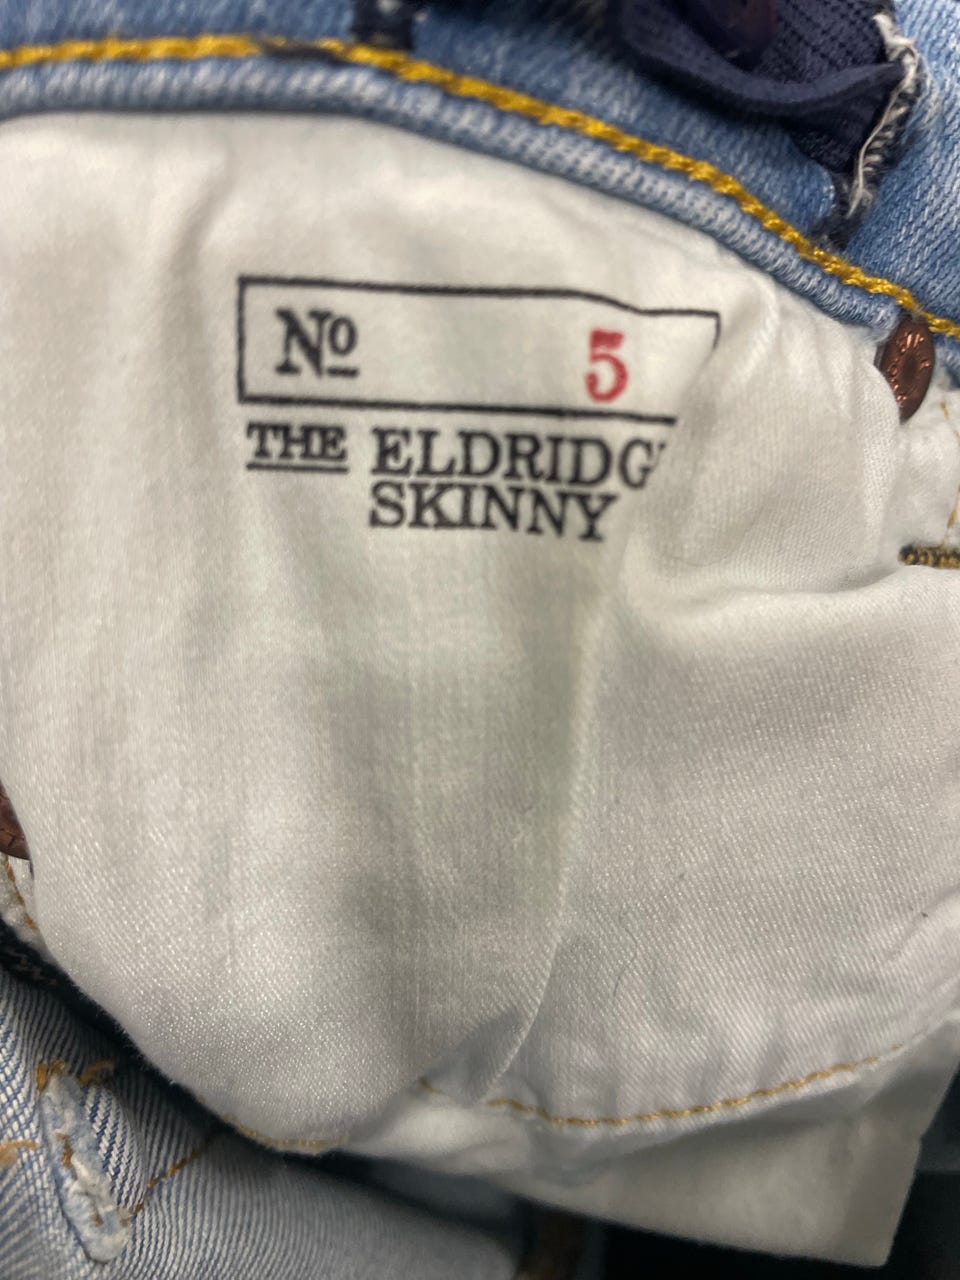 No 5
THE ELDRIDG
SKINNY